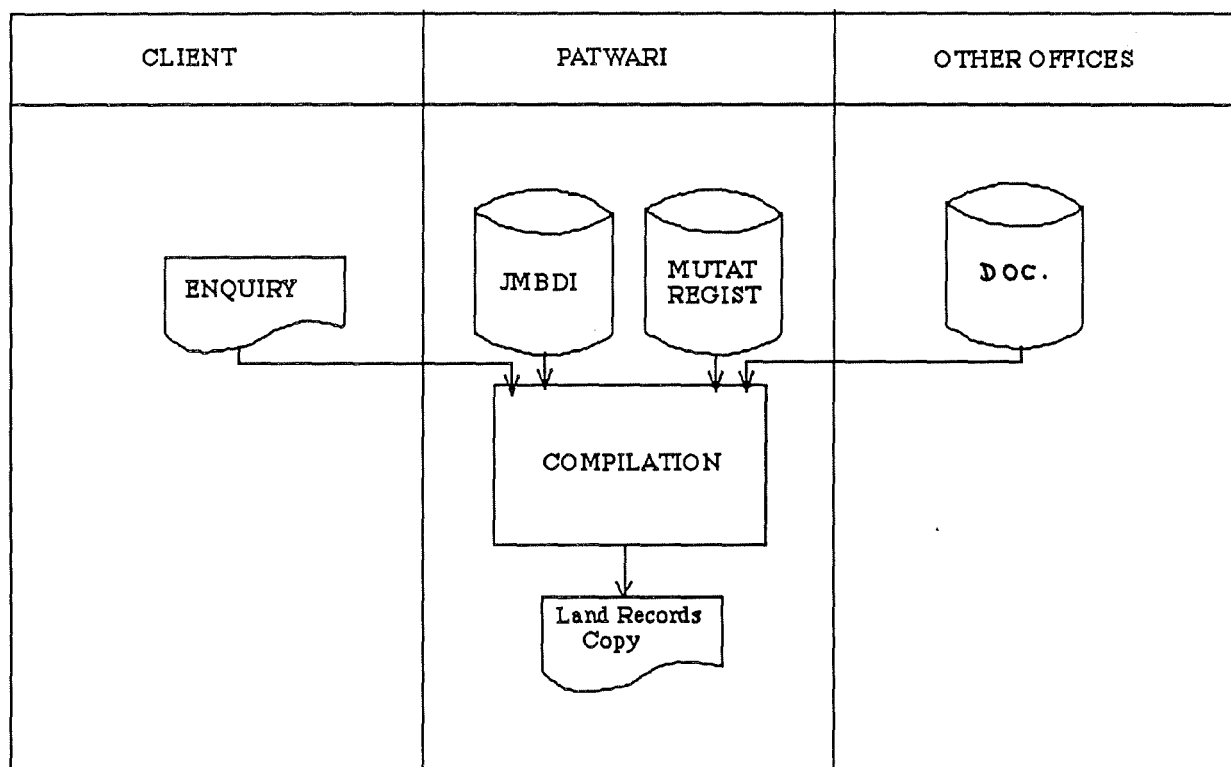 CLIENT
PATWARI
OTHER OFFICES
ENQUIRY
JMBDI
MUTAT
REGIST
DOC.
COMPILATION
Land Records
Copy